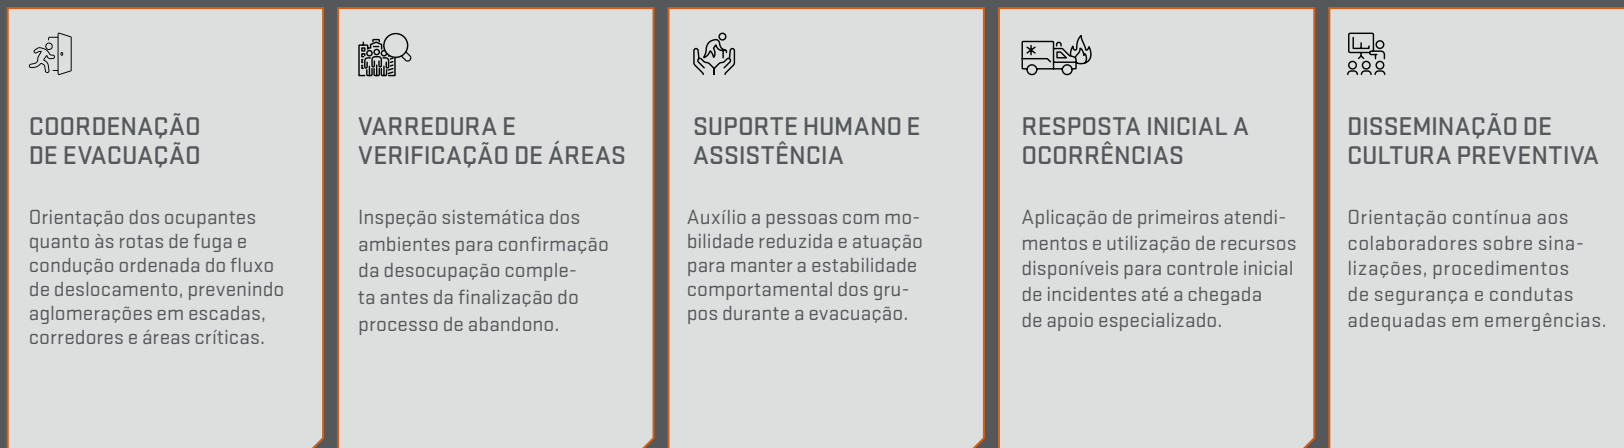 COORDENAÇÃO
DE EVACUAÇÃO
Orientação dos ocupantes
quanto às rotas de fuga e
condução ordenada do fluxo
de deslocamento, prevenindo
aglomerações em escadas,
corredores e áreas críticas.
VARREDURA E
VERIFICAÇÃO DE ÁREAS
Inspeção sistemática dos
ambientes para confirmação
da desocupação comple-
ta antes da finalização do
processo de abandono.
SUPORTE HUMANO E
ASSISTÊNCIA
Auxílio a pessoas com mo-
bilidade reduzida e atuação
para manter a estabilidade
comportamental dos gru-
pos durante a evacuação.
RESPOSTA INICIAL A
OCORRÊNCIAS
Aplicação de primeiros atendi-
mentos e utilização de recursos
disponíveis para controle inicial
de incidentes até a chegada
de apoio especializado.
DISSEMINAÇÃO DE
CULTURA PREVENTIVA
Orientação contínua aos
colaboradores sobre sina-
lizações, procedimentos
de segurança e condutas
adequadas em emergências.